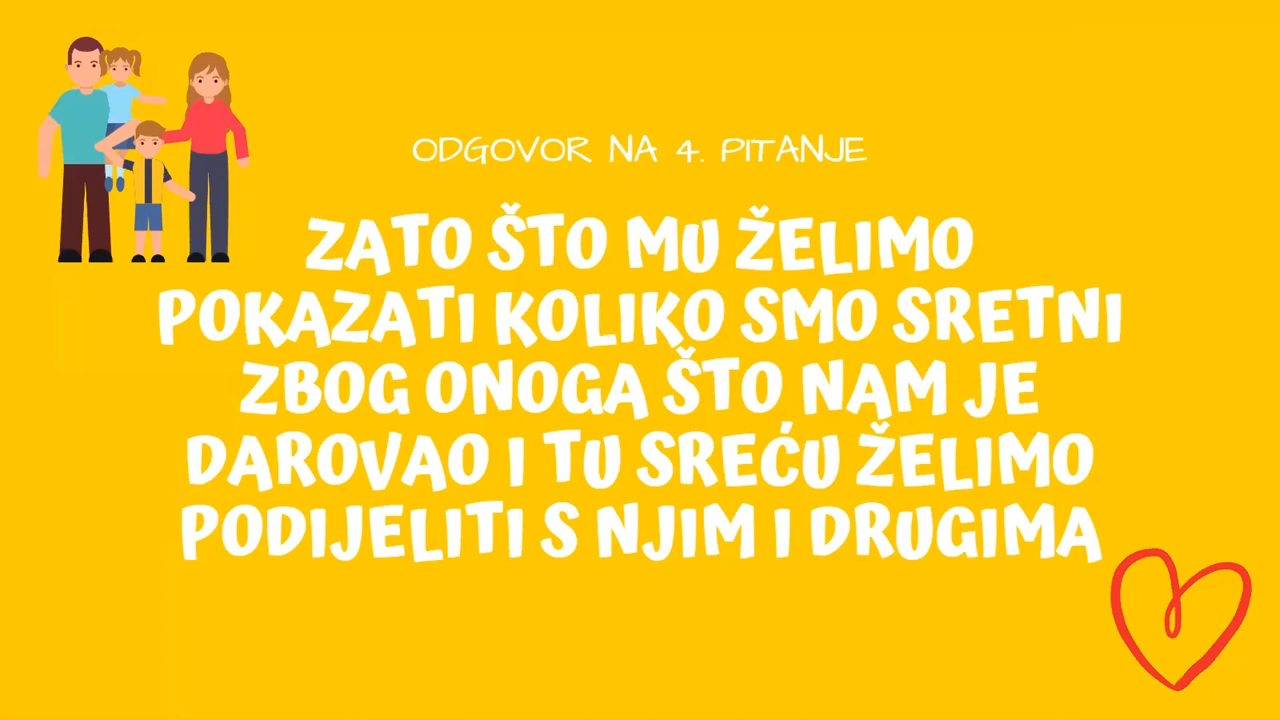 ODGOVOR NA 4. PITANJE
ZATO ŠTO MU ŽELIMO
POKAZATI KOLIKO SMO SRETNI
ZBOG ONOGA ŠTO NAM JE
DAROVAO I TU SREĆU ŽELIMO
PODIJELITI S NJIM I DRUGIMA